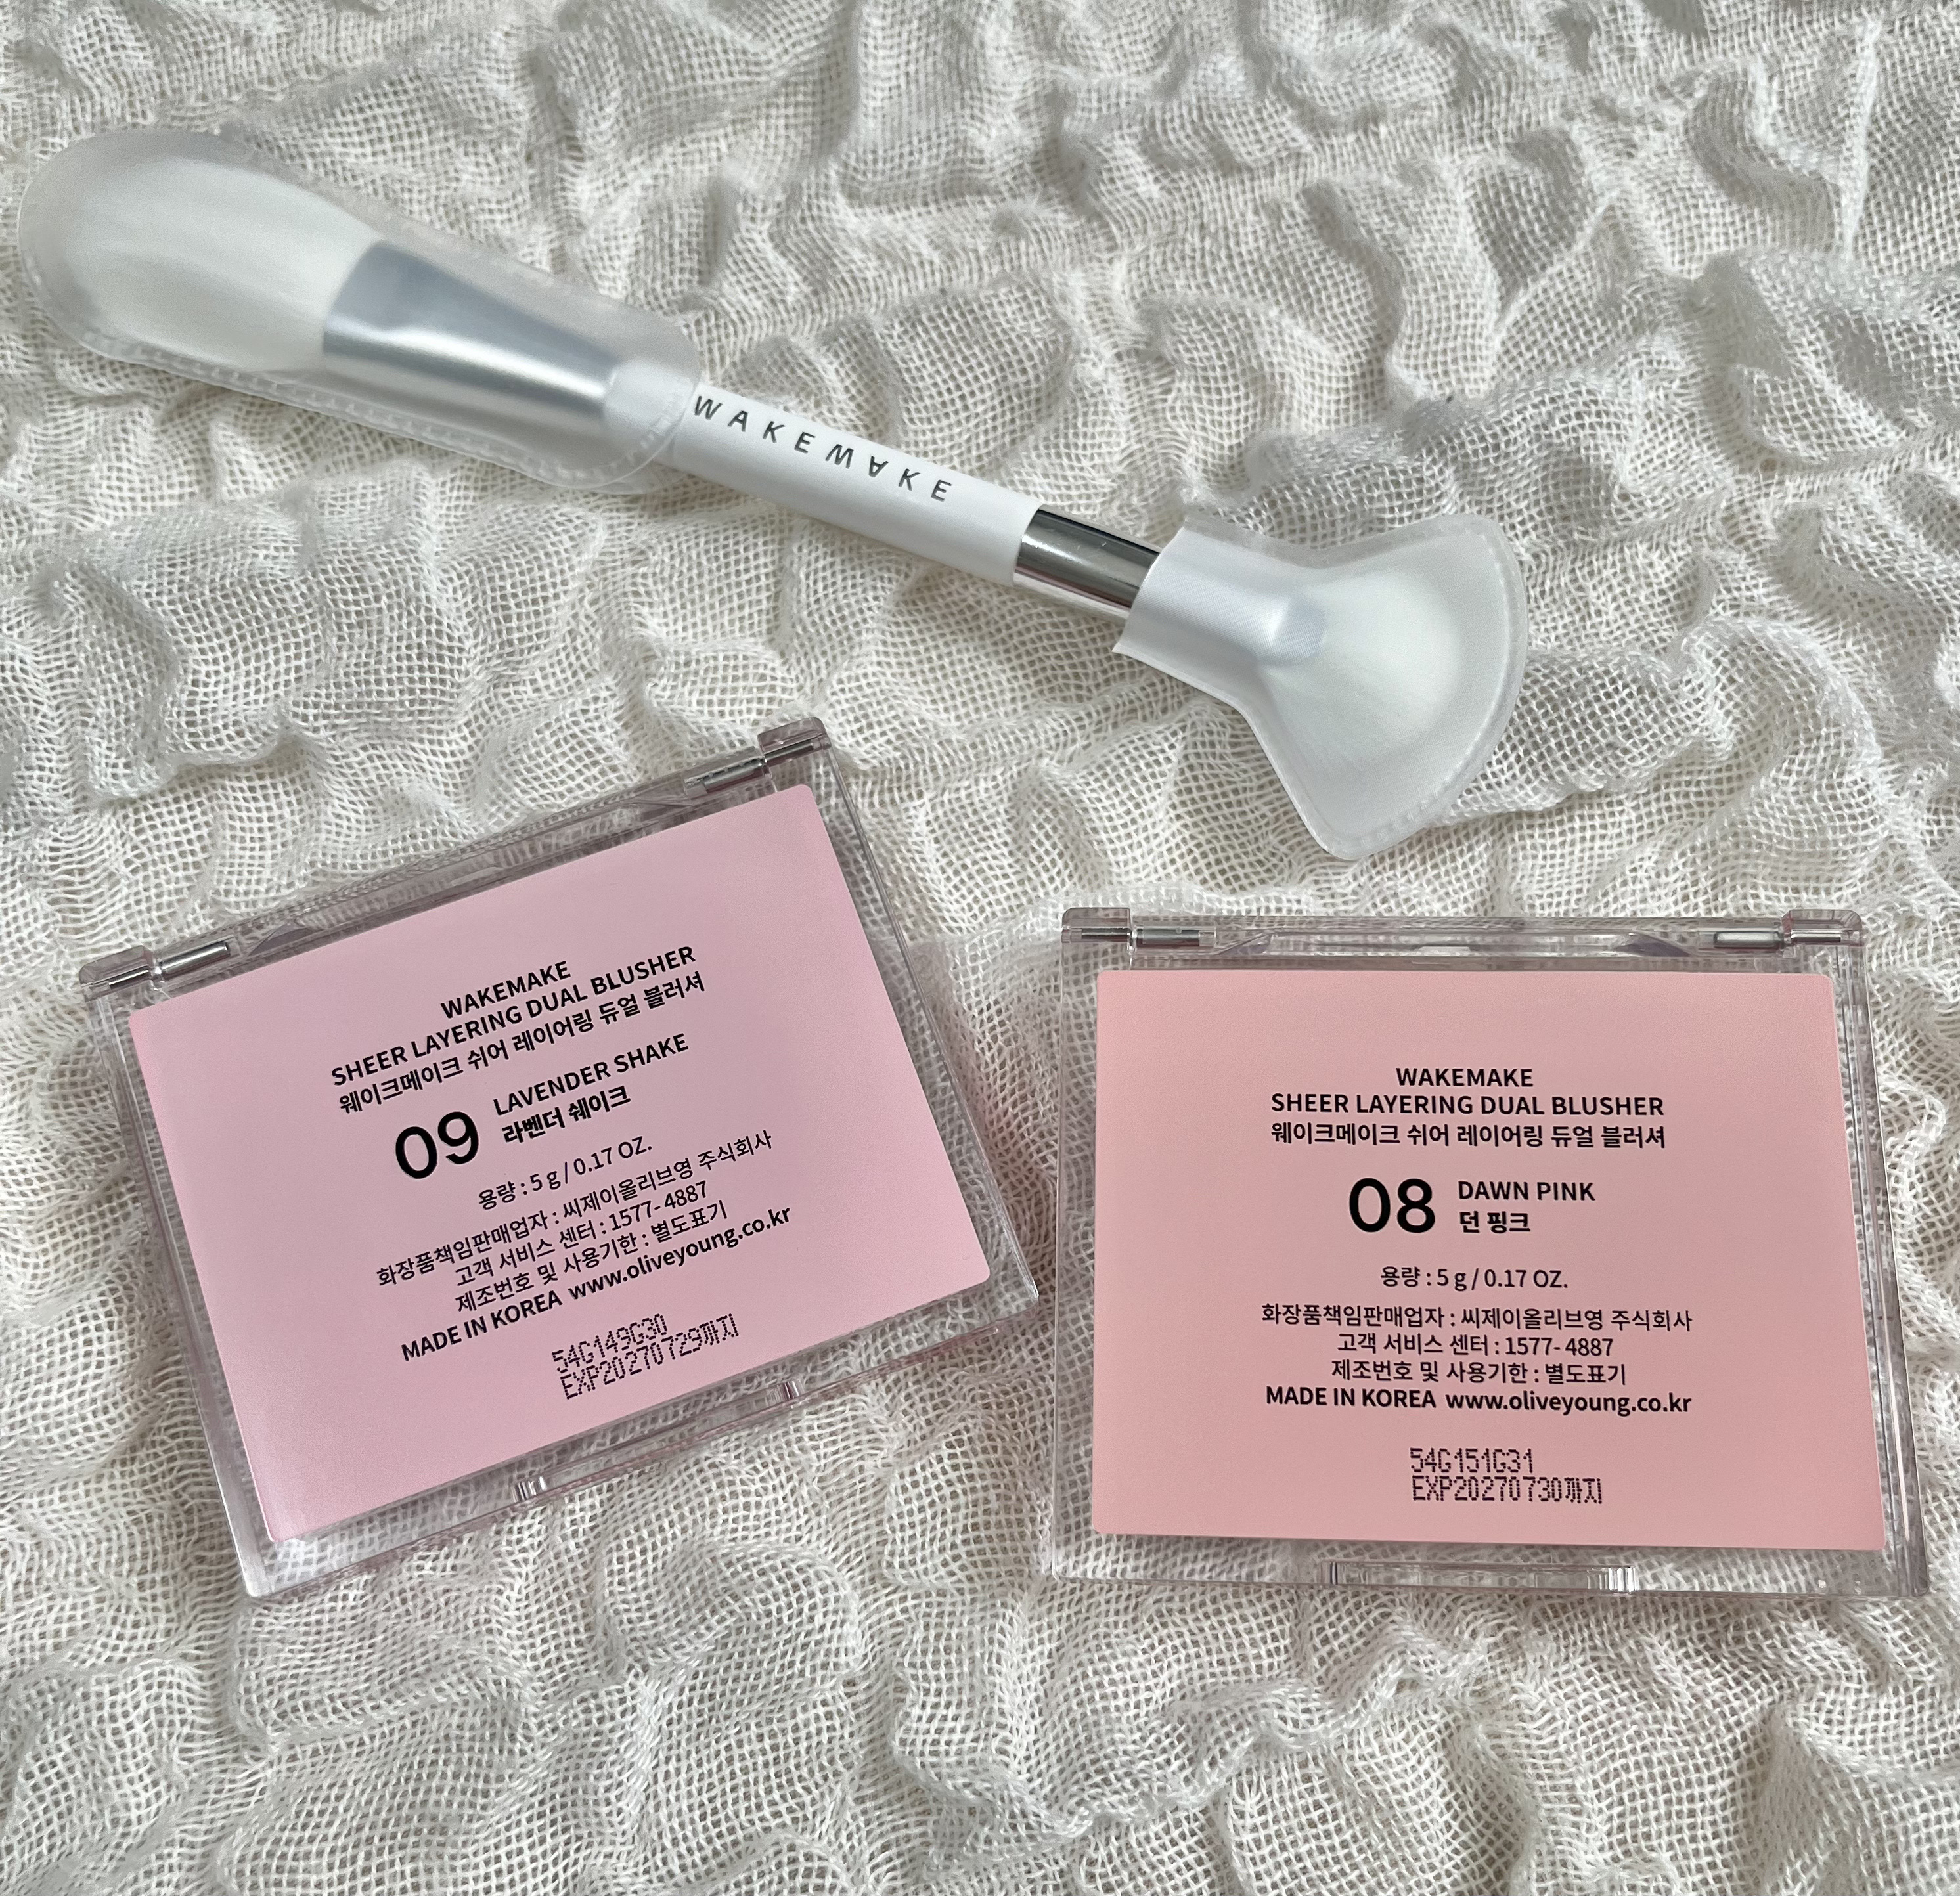 WAKEMAKE
WAKEMAKE
SHEER LAYERING DUAL BLUSHER
웨이크메이크 쉬어 레이어링 듀얼 블러셔
09
LAVENDER SHAKE
라벤더 쉐이크
용량 : 5 g / 0.17 OZ.
화장품책임판매업자 : 씨제이올리브영 주식회사
고객 서비스 센터 : 1577- 4887
제조번호 및 사용기한 : 별도표기
MADE IN KOREA www.oliveyoung.co.kr
54G149G30
EXP20270729까지
WAKEMAKE
SHEER LAYERING DUAL BLUSHER
웨이크메이크 쉬어 레이어링 듀얼 블러셔
08
DAWN PINK
던 핑크
용량 : 5 g / 0.17 OZ.
화장품책임판매업자 : 씨제이올리브영 주식회사
고객 서비스 센터 : 1577- 4887
제조번호 및 사용기한 : 별도표기
MADE IN KOREA www.oliveyoung.co.kr
54G151G31
EXP20270730까지